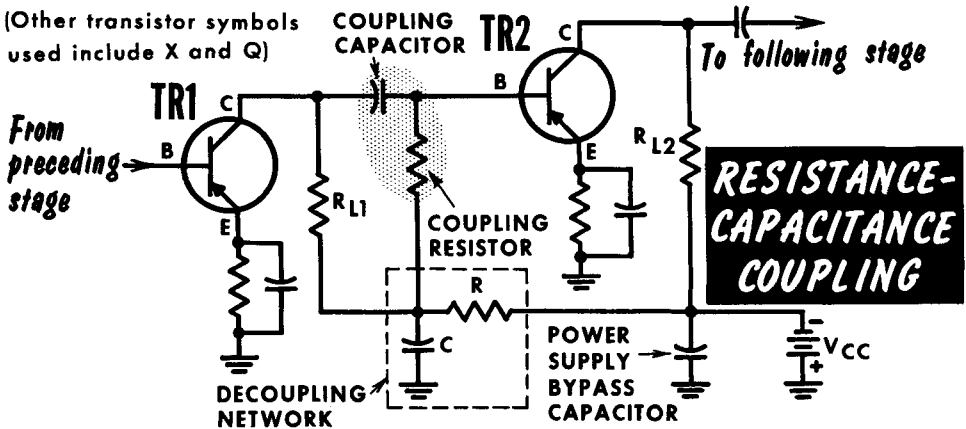 (Other transistor symbols
used include X and Q)
COUPLING
CAPACITOR
TR2
C
To following stage
B
TR1
C
From
preceding
stage
B
E
RL1
COUPLING
RESISTOR
E
RL2
RESISTANCE-
CAPACITANCE
COUPLING
R
C
DECOUPLING
NETWORK
POWER
SUPPLY
BYPASS
CAPACITOR
-
+
VCC